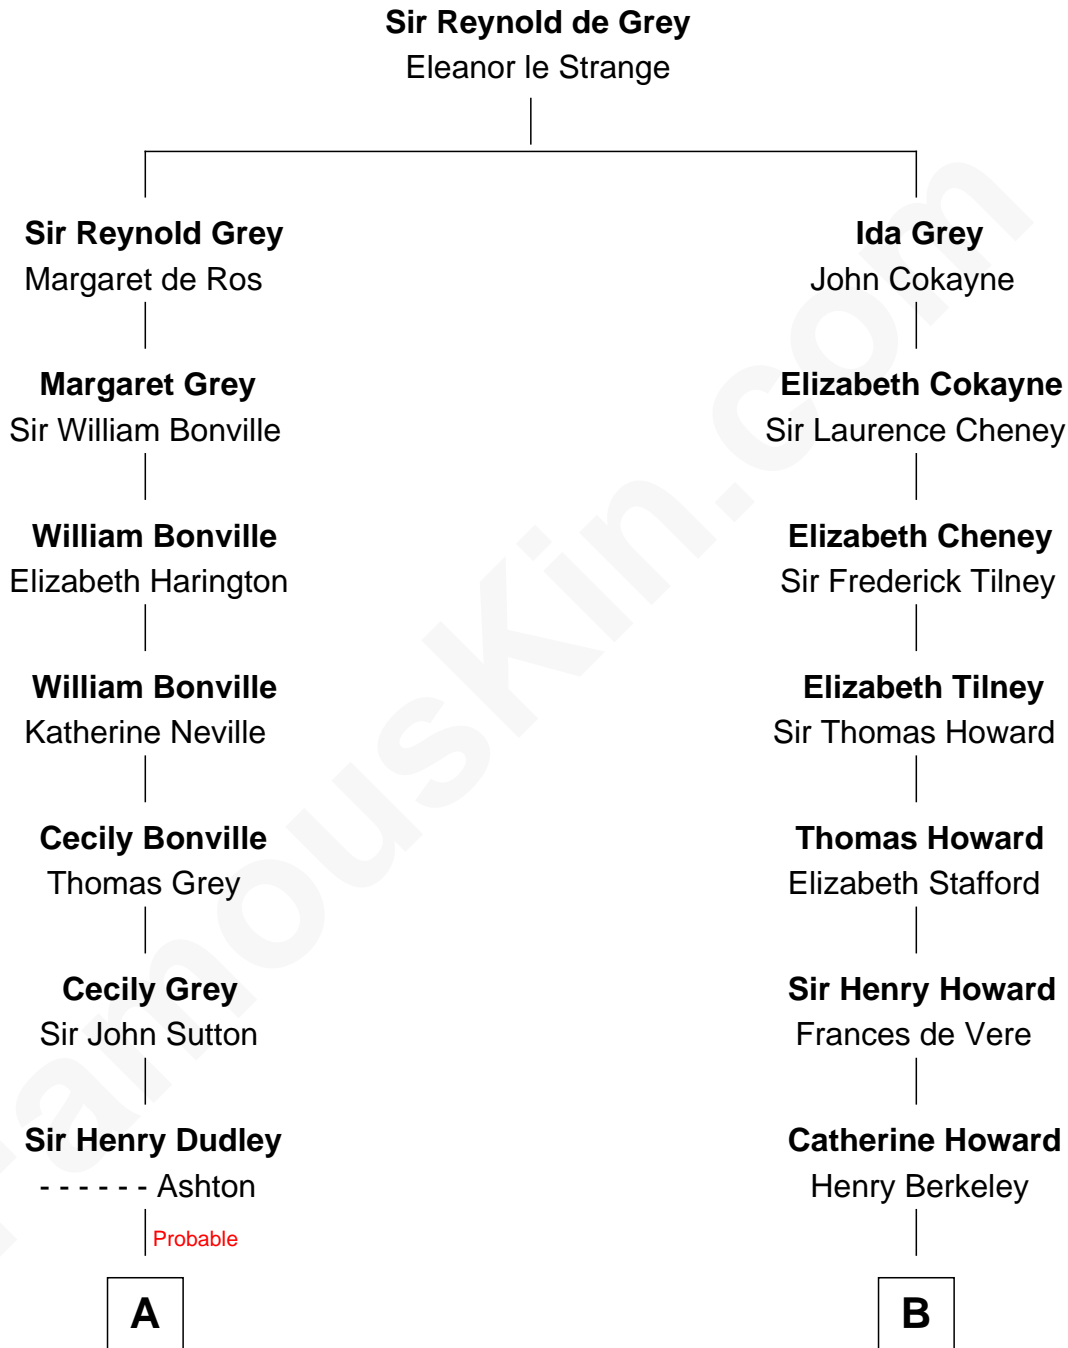 Sir Reynold de Grey
Eleanor le Strange
Sir Reynold Grey
Margaret de Ros
Ida Grey
John Cokayne
Margaret Grey
Sir William Bonville
Elizabeth Cokayne
Sir Laurence Cheney
William Bonville
Elizabeth Harington
Elizabeth Cheney
Sir Frederick Tilney
William Bonville
Katherine Neville
Elizabeth Tilney
Sir Thomas Howard
Cecily Bonville
Thomas Grey
Thomas Howard
Elizabeth Stafford
Cecily Grey
Sir John Sutton
Sir Henry Howard
Frances de Vere
Sir Henry Dudley
- - - - - - Ashton
Catherine Howard
Henry Berkeley
Probable
A
B
FamousKin.com